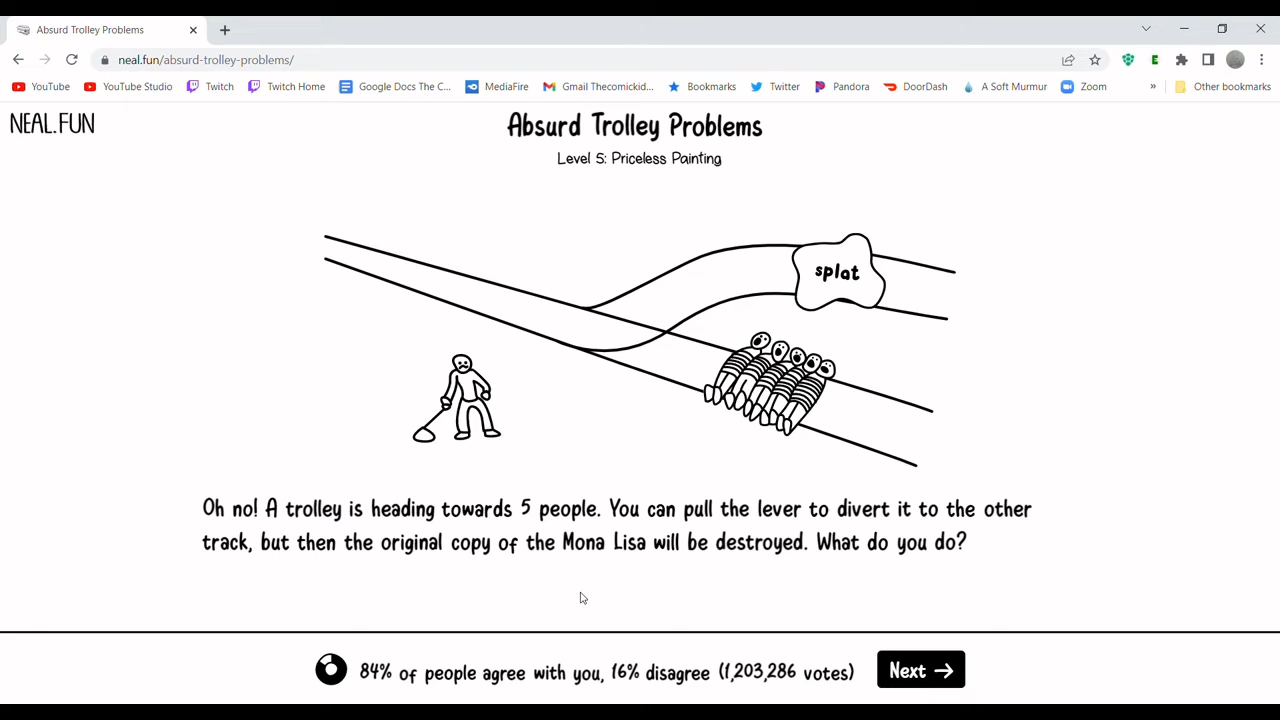 Absurd Trolley Problems
neal.fun/absurd-trolley-problems/
YouTube YouTube Studio Twitch Twitch Home Google Docs The C... MediaFire Gmail Thecomickid... Bookmarks Twitter Pandora DoorDash A Soft Murmur Zoom » Other bookmarks
NEAL.FUN
Absurd Trolley Problems
Level 5: Priceless Painting
splat
Oh no! A trolley is heading towards 5 people. You can pull the lever to divert it to the other
track, but then the original copy of the Mona Lisa will be destroyed. What do you do?
84% of people agree with you, 16% disagree (1,203,286 votes)
Next →